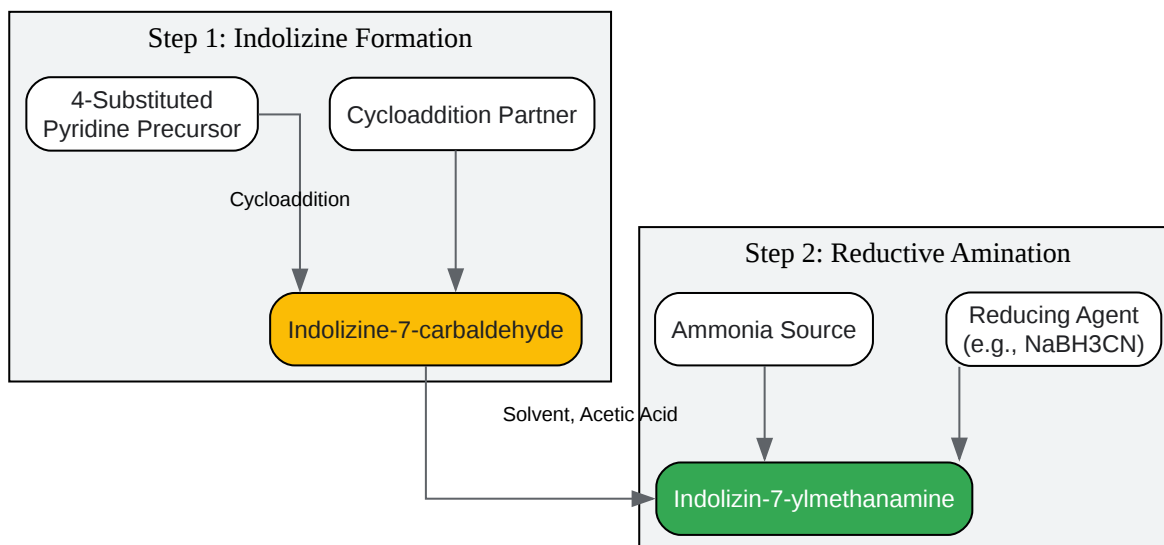 Step 1: Indolizine Formation
4-Substituted
Pyridine Precursor
Cycloaddition Partner
Cycloaddition
Indolizine-7-carbaldehyde
Step 2: Reductive Amination
Ammonia Source
Reducing Agent
(e.g., NaBH3CN)
Solvent, Acetic Acid
Indolizin-7-ylmethanamine